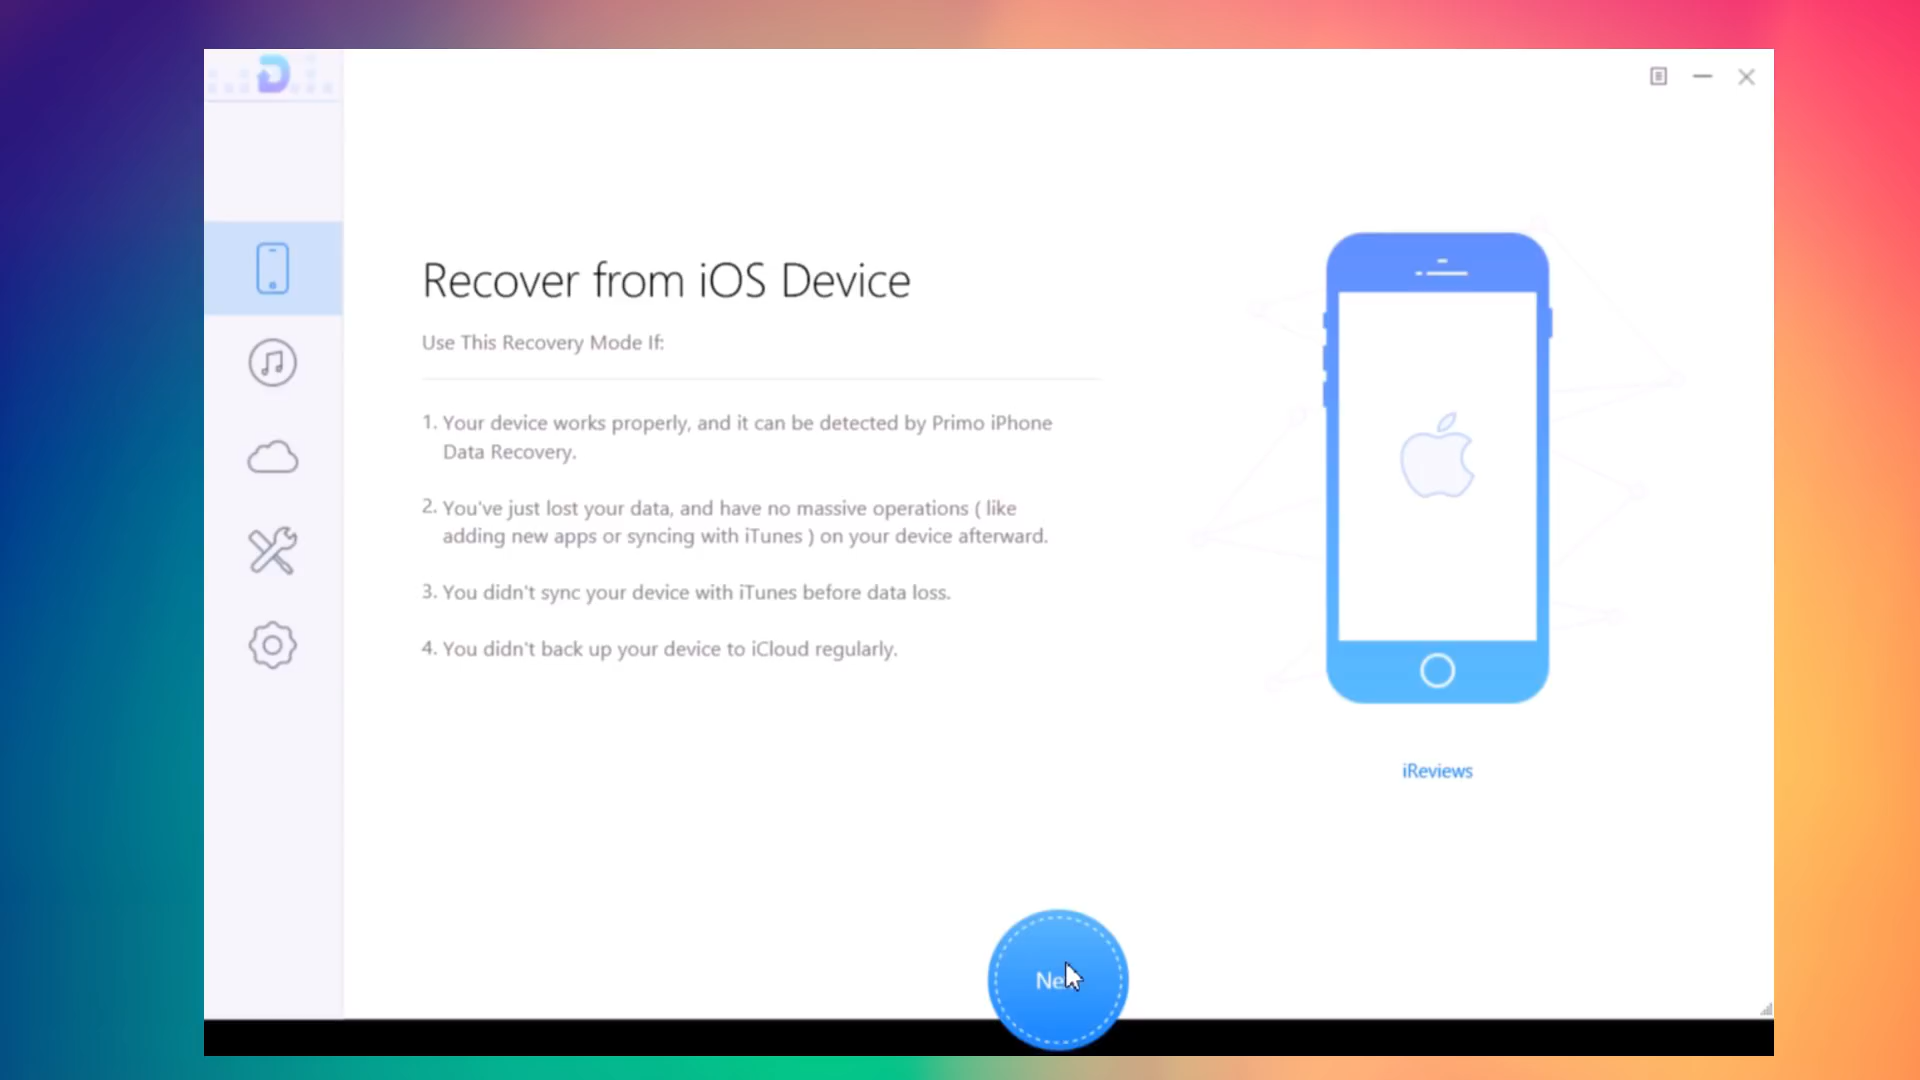 Recover from iOS Device
Use This Recovery Mode If:
1. Your device works properly, and it can be detected by Primo iPhone
Data Recovery.
2. You've just lost your data, and have no massive operations ( like
adding new apps or syncing with iTunes ) on your device afterward.
3. You didn't sync your device with iTunes before data loss.
4. You didn't back up your device to iCloud regularly.
iReviews